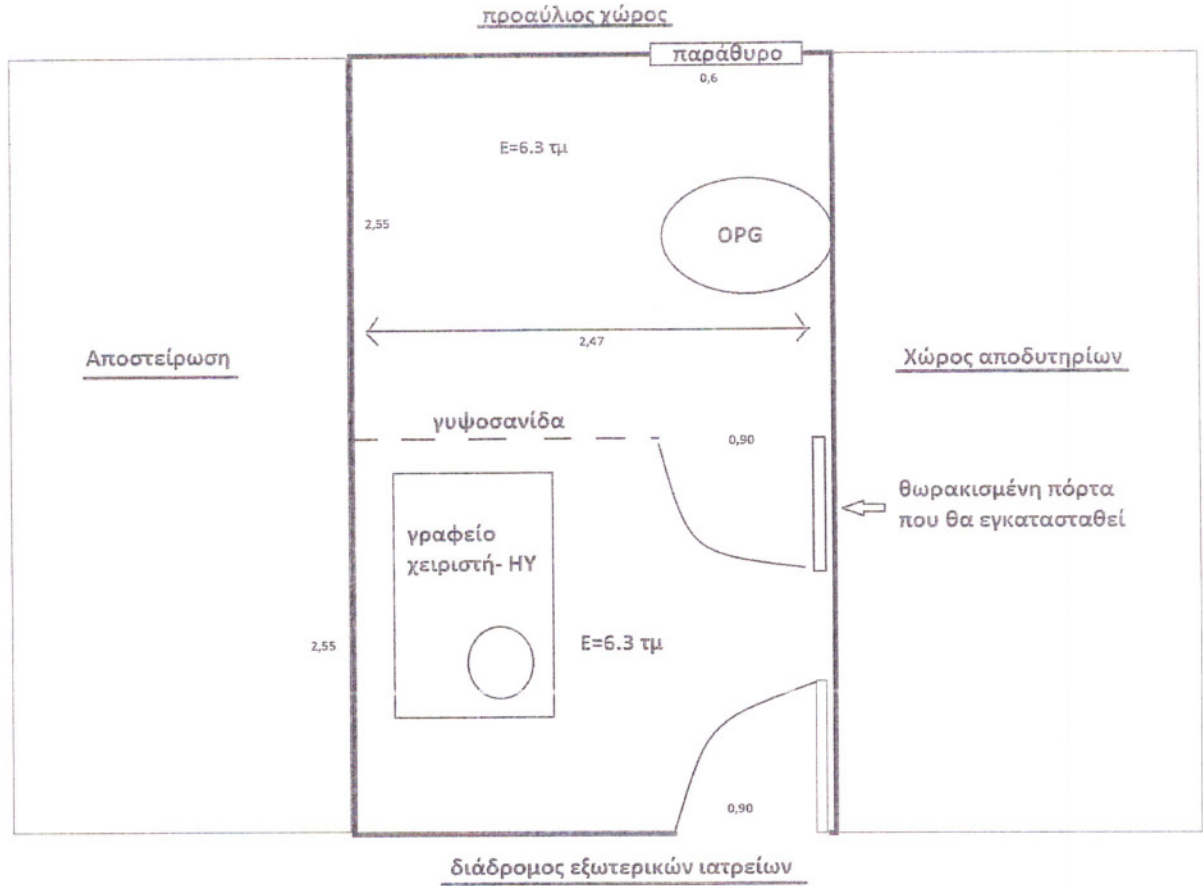 προαύλιος χώρος
παράθυρο
0,6
E=6.3 τμ
2,55
OPG
2,47
Αποστείρωση
Χώρος αποδυτηρίων
γυψοσανίδα
0,90
θωρακισμένη πόρτα
που θα εγκατασταθεί
γραφείο
χειριστή- ΗΥ
2,55
E=6.3 τμ
0,90
διάδρομος εξωτερικών ιατρείων